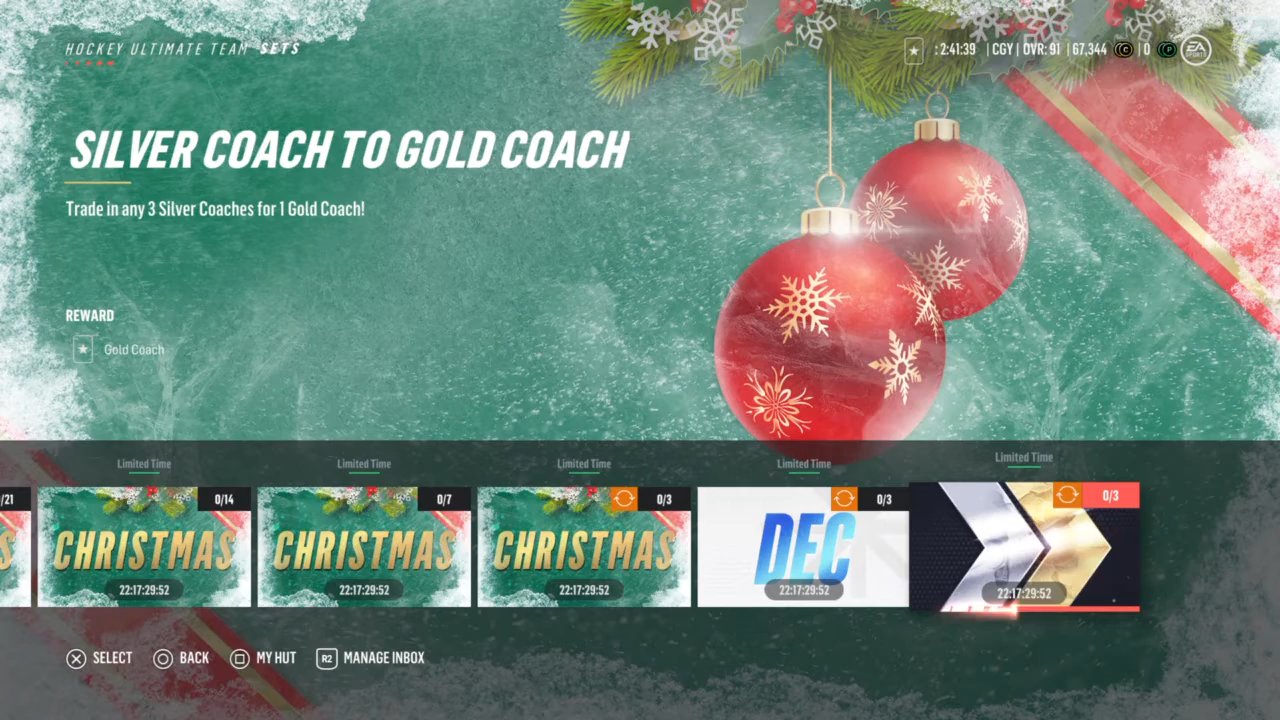 HOCKEY ULTIMATE TEAM SETS
: 2:41:39 | CGY | OVR: 91 | 67,344 C | 0 P EA SPORTS
SILVER COACH TO GOLD COACH
Trade in any 3 Silver Coaches for 1 Gold Coach!
REWARD
Gold Coach
Limited Time Limited Time Limited Time Limited Time Limited Time
/21 0/14 0/7 0/3 0/3 0/3
S CHRISTMAS CHRISTMAS CHRISTMAS DEC
22:17:29:52 22:17:29:52 22:17:29:52 22:17:29:52 22:17:29:52
SELECT BACK MY HUT R2 MANAGE INBOX